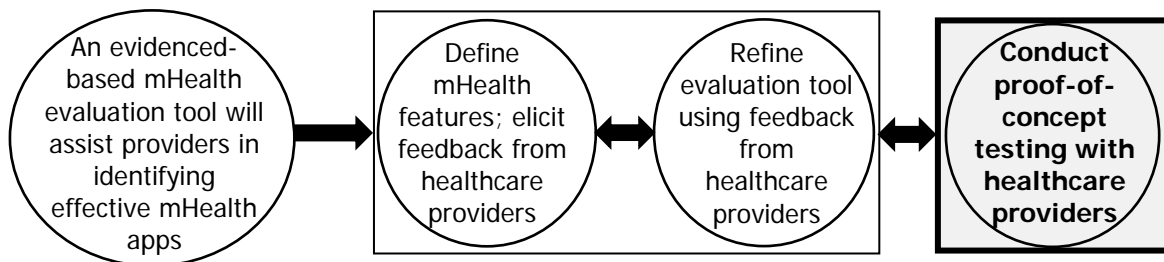 An evidenced-
based mHealth
evaluation tool will
assist providers in
identifying
effective mHealth
apps
Define
mHealth
features; elicit
feedback from
healthcare
providers
Refine
evaluation tool
using feedback
from
healthcare
providers
Conduct
proof-of-
concept
testing with
healthcare
providers